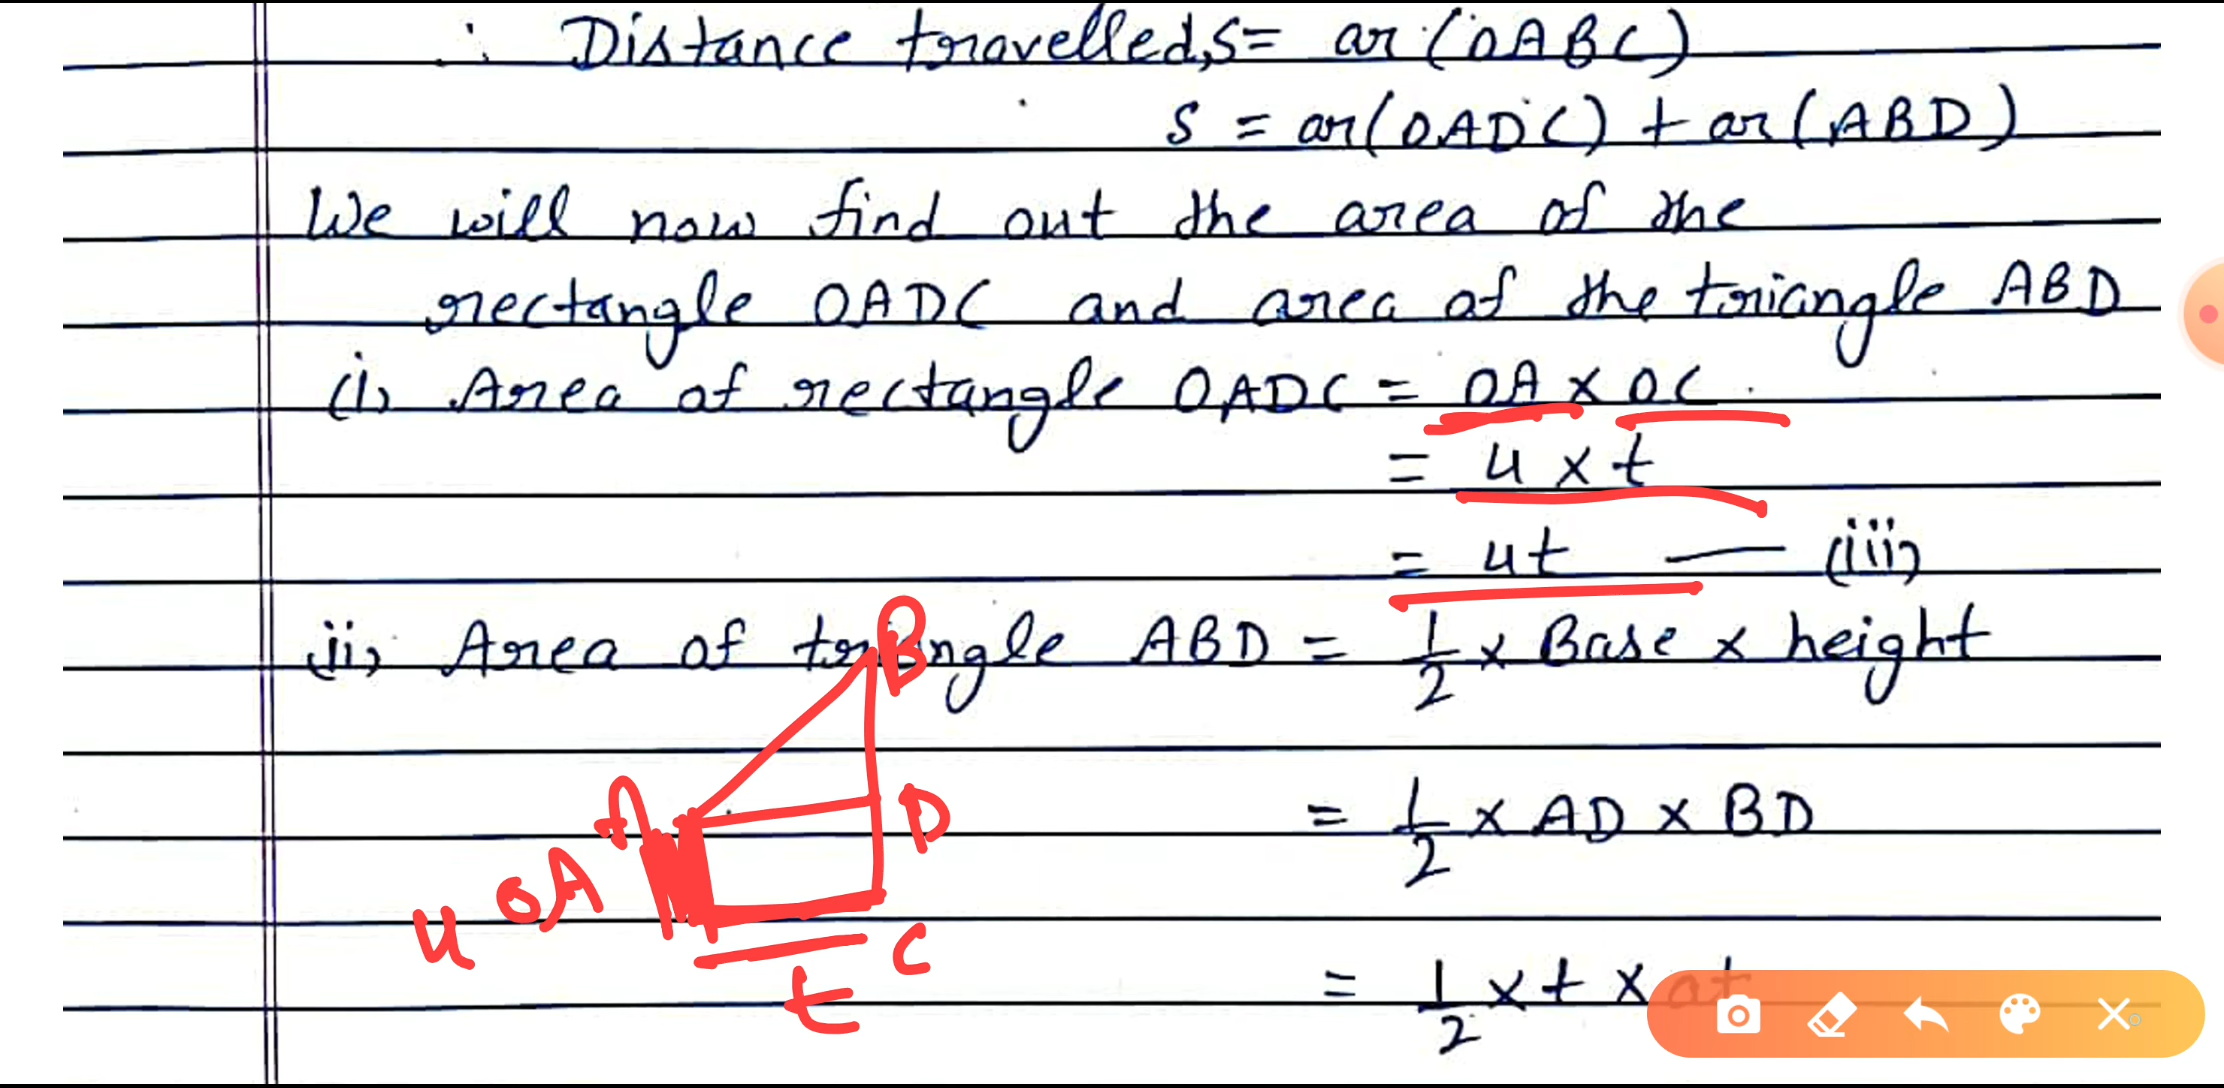 ∴ Distance travelled, s = ar(OABC)
s = ar(OADC) + ar(ABD)
We will now find out the area of the
rectangle OADC and area of the triangle ABD
(i) Area of rectangle OADC = OA × OC
= u × t
= ut — (iii)
(ii) Area of triangle ABD = 1/2 × Base × height
B
= 1/2 × AD × BD
A D
u OA
C
t
= 1/2 × t × at